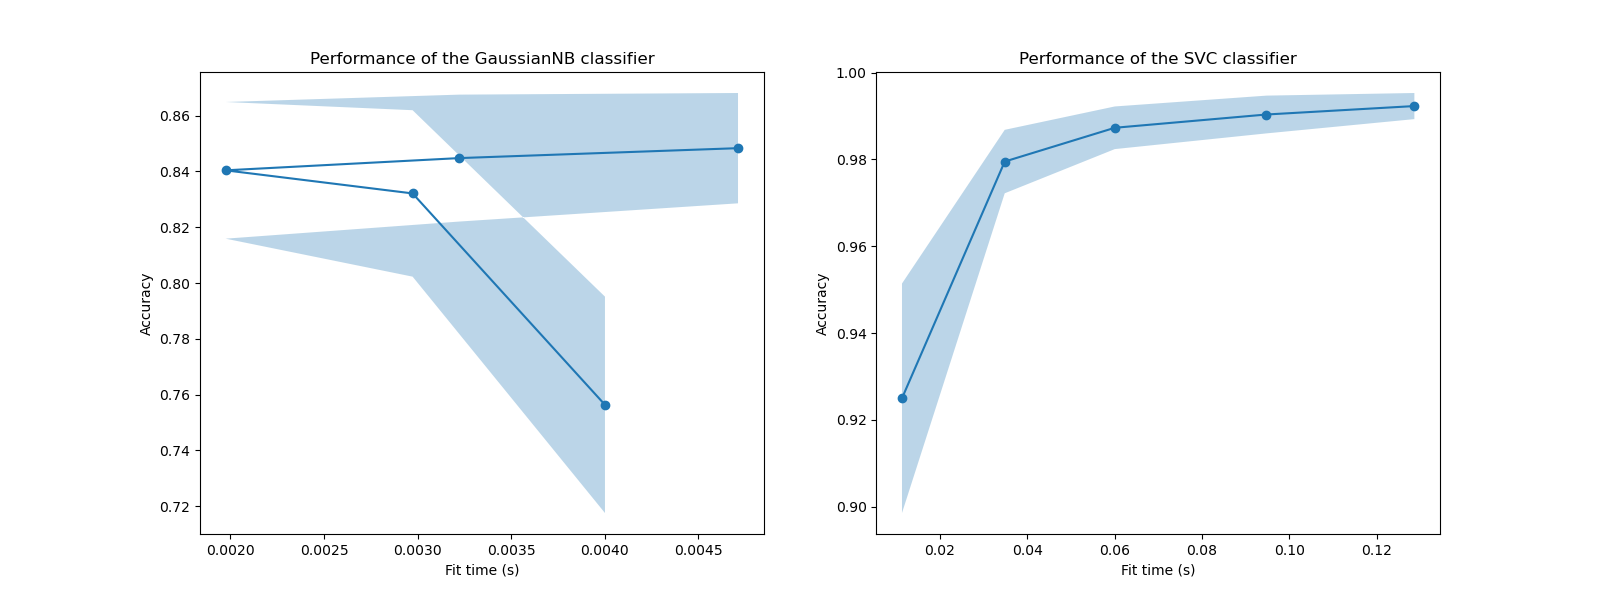 Performance of the GaussianNB classifier
0.86
0.84
0.82
0.80
0.78
0.76
0.74
0.72
Accuracy
0.0020 0.0025 0.0030 0.0035 0.0040 0.0045
Fit time (s)
Performance of the SVC classifier
1.00
0.98
0.96
0.94
0.92
0.90
Accuracy
0.02 0.04 0.06 0.08 0.10 0.12
Fit time (s)